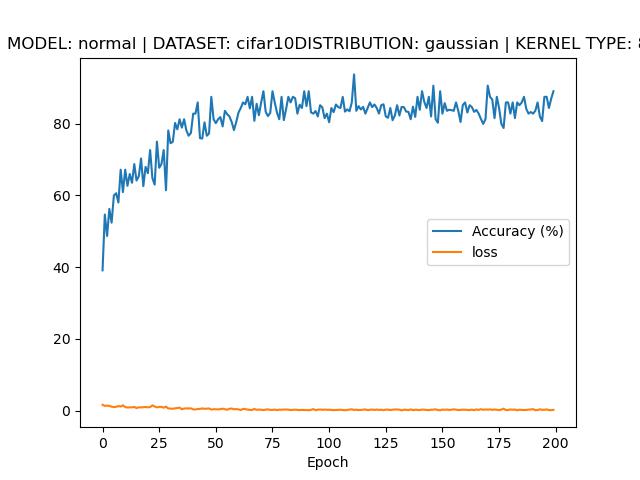 MODEL: normal | DATASET: cifar10DISTRIBUTION: gaussian | KERNEL TYPE:
80
60
40
20
0
Accuracy (%)
loss
0 25 50 75 100 125 150 175 200
Epoch